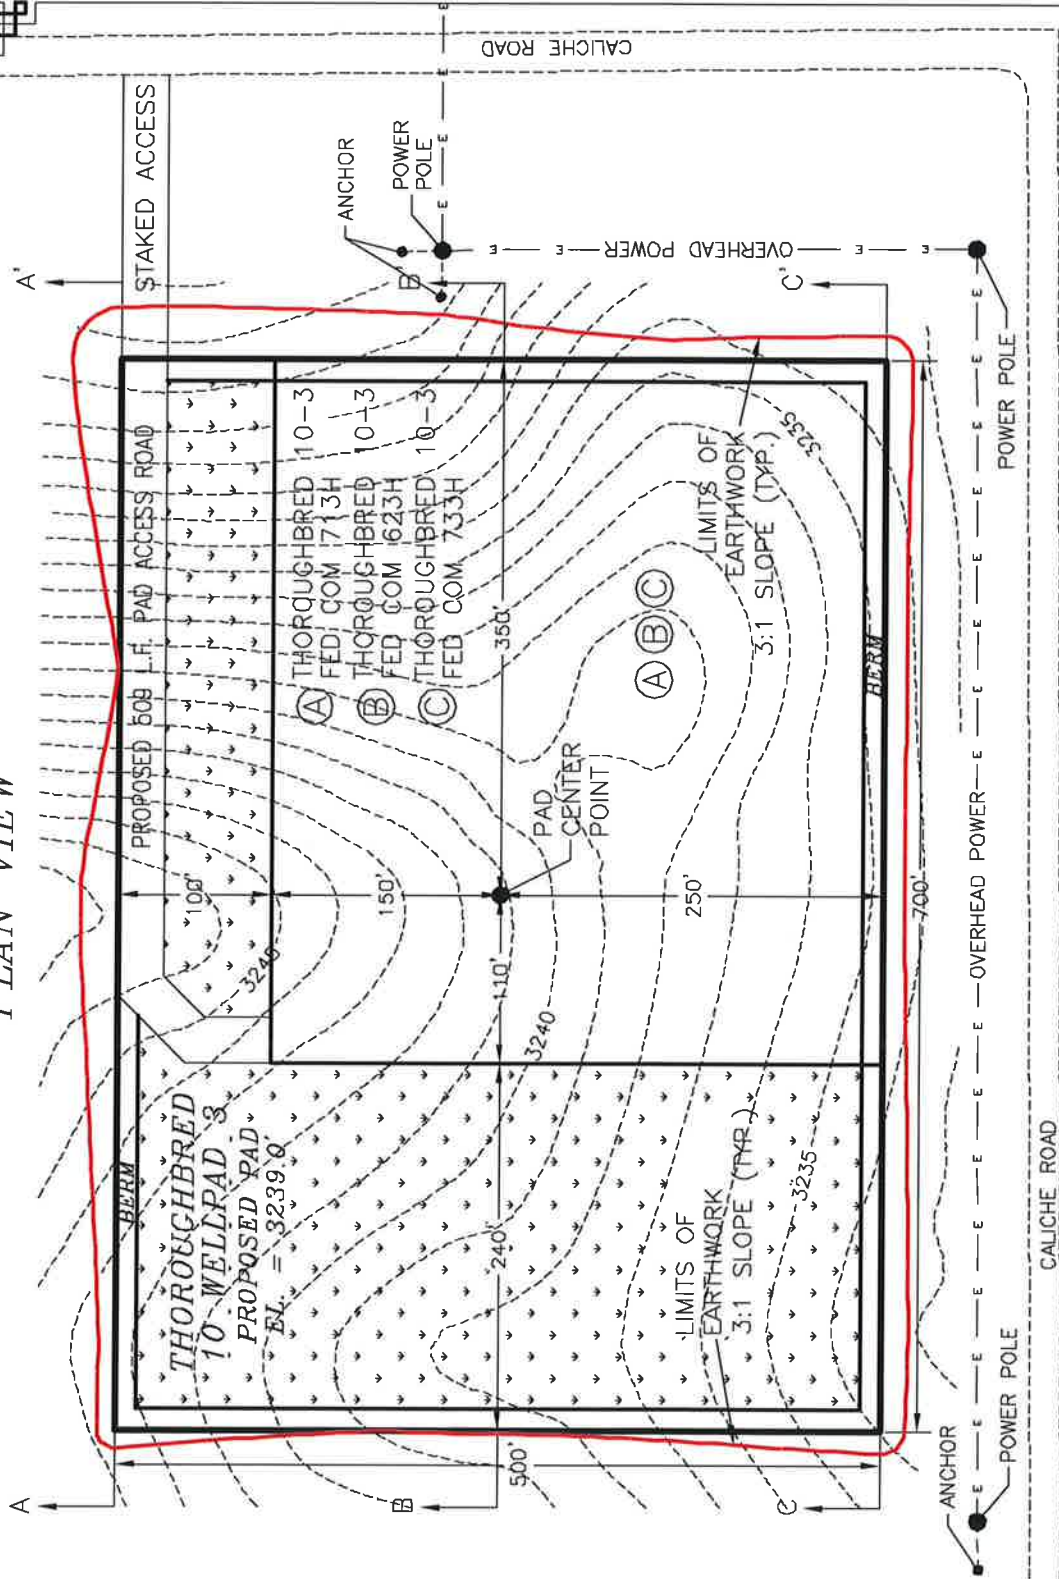 PLAN VIEW
CALICHE ROAD
STAKED ACCESS
ANCHOR
POWER
POLE
OVERHEAD POWER
POWER POLE
A'
B'
C'
PROPOSED 609 L.F. PAD ACCESS ROAD
A THOROUGHBRED 10-3
FED COM 713H
B THOROUGHBRED 10-3
FED COM 623H
C THOROUGHBRED 10-3
FED COM 733H
350'
A B C
LIMITS OF
EARTHWORK
3:1 SLOPE (TYP.)
3235
BERM
PAD
CENTER
POINT
100'
150'
250'
110'
700'
3240
OVERHEAD POWER
BERM
THOROUGHBRED
10 WELLPAD 3
PROPOSED PAD
EL. = 3239.0'
240'
LIMITS OF
EARTHWORK
3:1 SLOPE (TYP.)
3235
500'
A
B
C
ANCHOR
POWER POLE
CALICHE ROAD
E E E E E E E E E E E E E E E